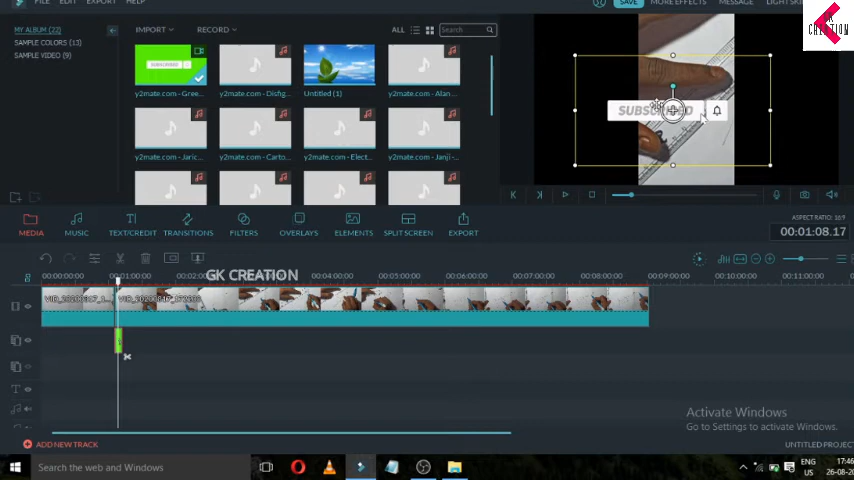 FILE EDIT EXPORT HELP
SAVE MORE EFFECTS MESSAGE
GK CREATION
MY ALBUM (22)
SAMPLE COLORS (13)
SAMPLE VIDEO (9)
IMPORT RECORD ALL Search
y2mate.com - Gree...
y2mate.com - Disfig...
Untitled (1)
y2mate.com - Alan ...
y2mate.com - Jaric...
y2mate.com - Carto...
y2mate.com - Elect...
y2mate.com - Janji-...
SUBSCRIBED
MEDIA MUSIC TEXT/CREDIT TRANSITIONS FILTERS OVERLAYS ELEMENTS SPLIT SCREEN EXPORT
ASPECT RATIO: 16:9
00:01:08.17
GK CREATION
00:00:00:00 00:01:00:00 00:04:00:00 00:05:00:00 00:06:00:00 00:07:00:00 00:08:00:00 00:09:00:00 00:10:00:00 00:11:00:00
Activate Windows
Go to Settings to activate Windows.
ADD NEW TRACK
UNTITLED PROJEC
Search the web and Windows
ENG
US
17:46
26-08-20